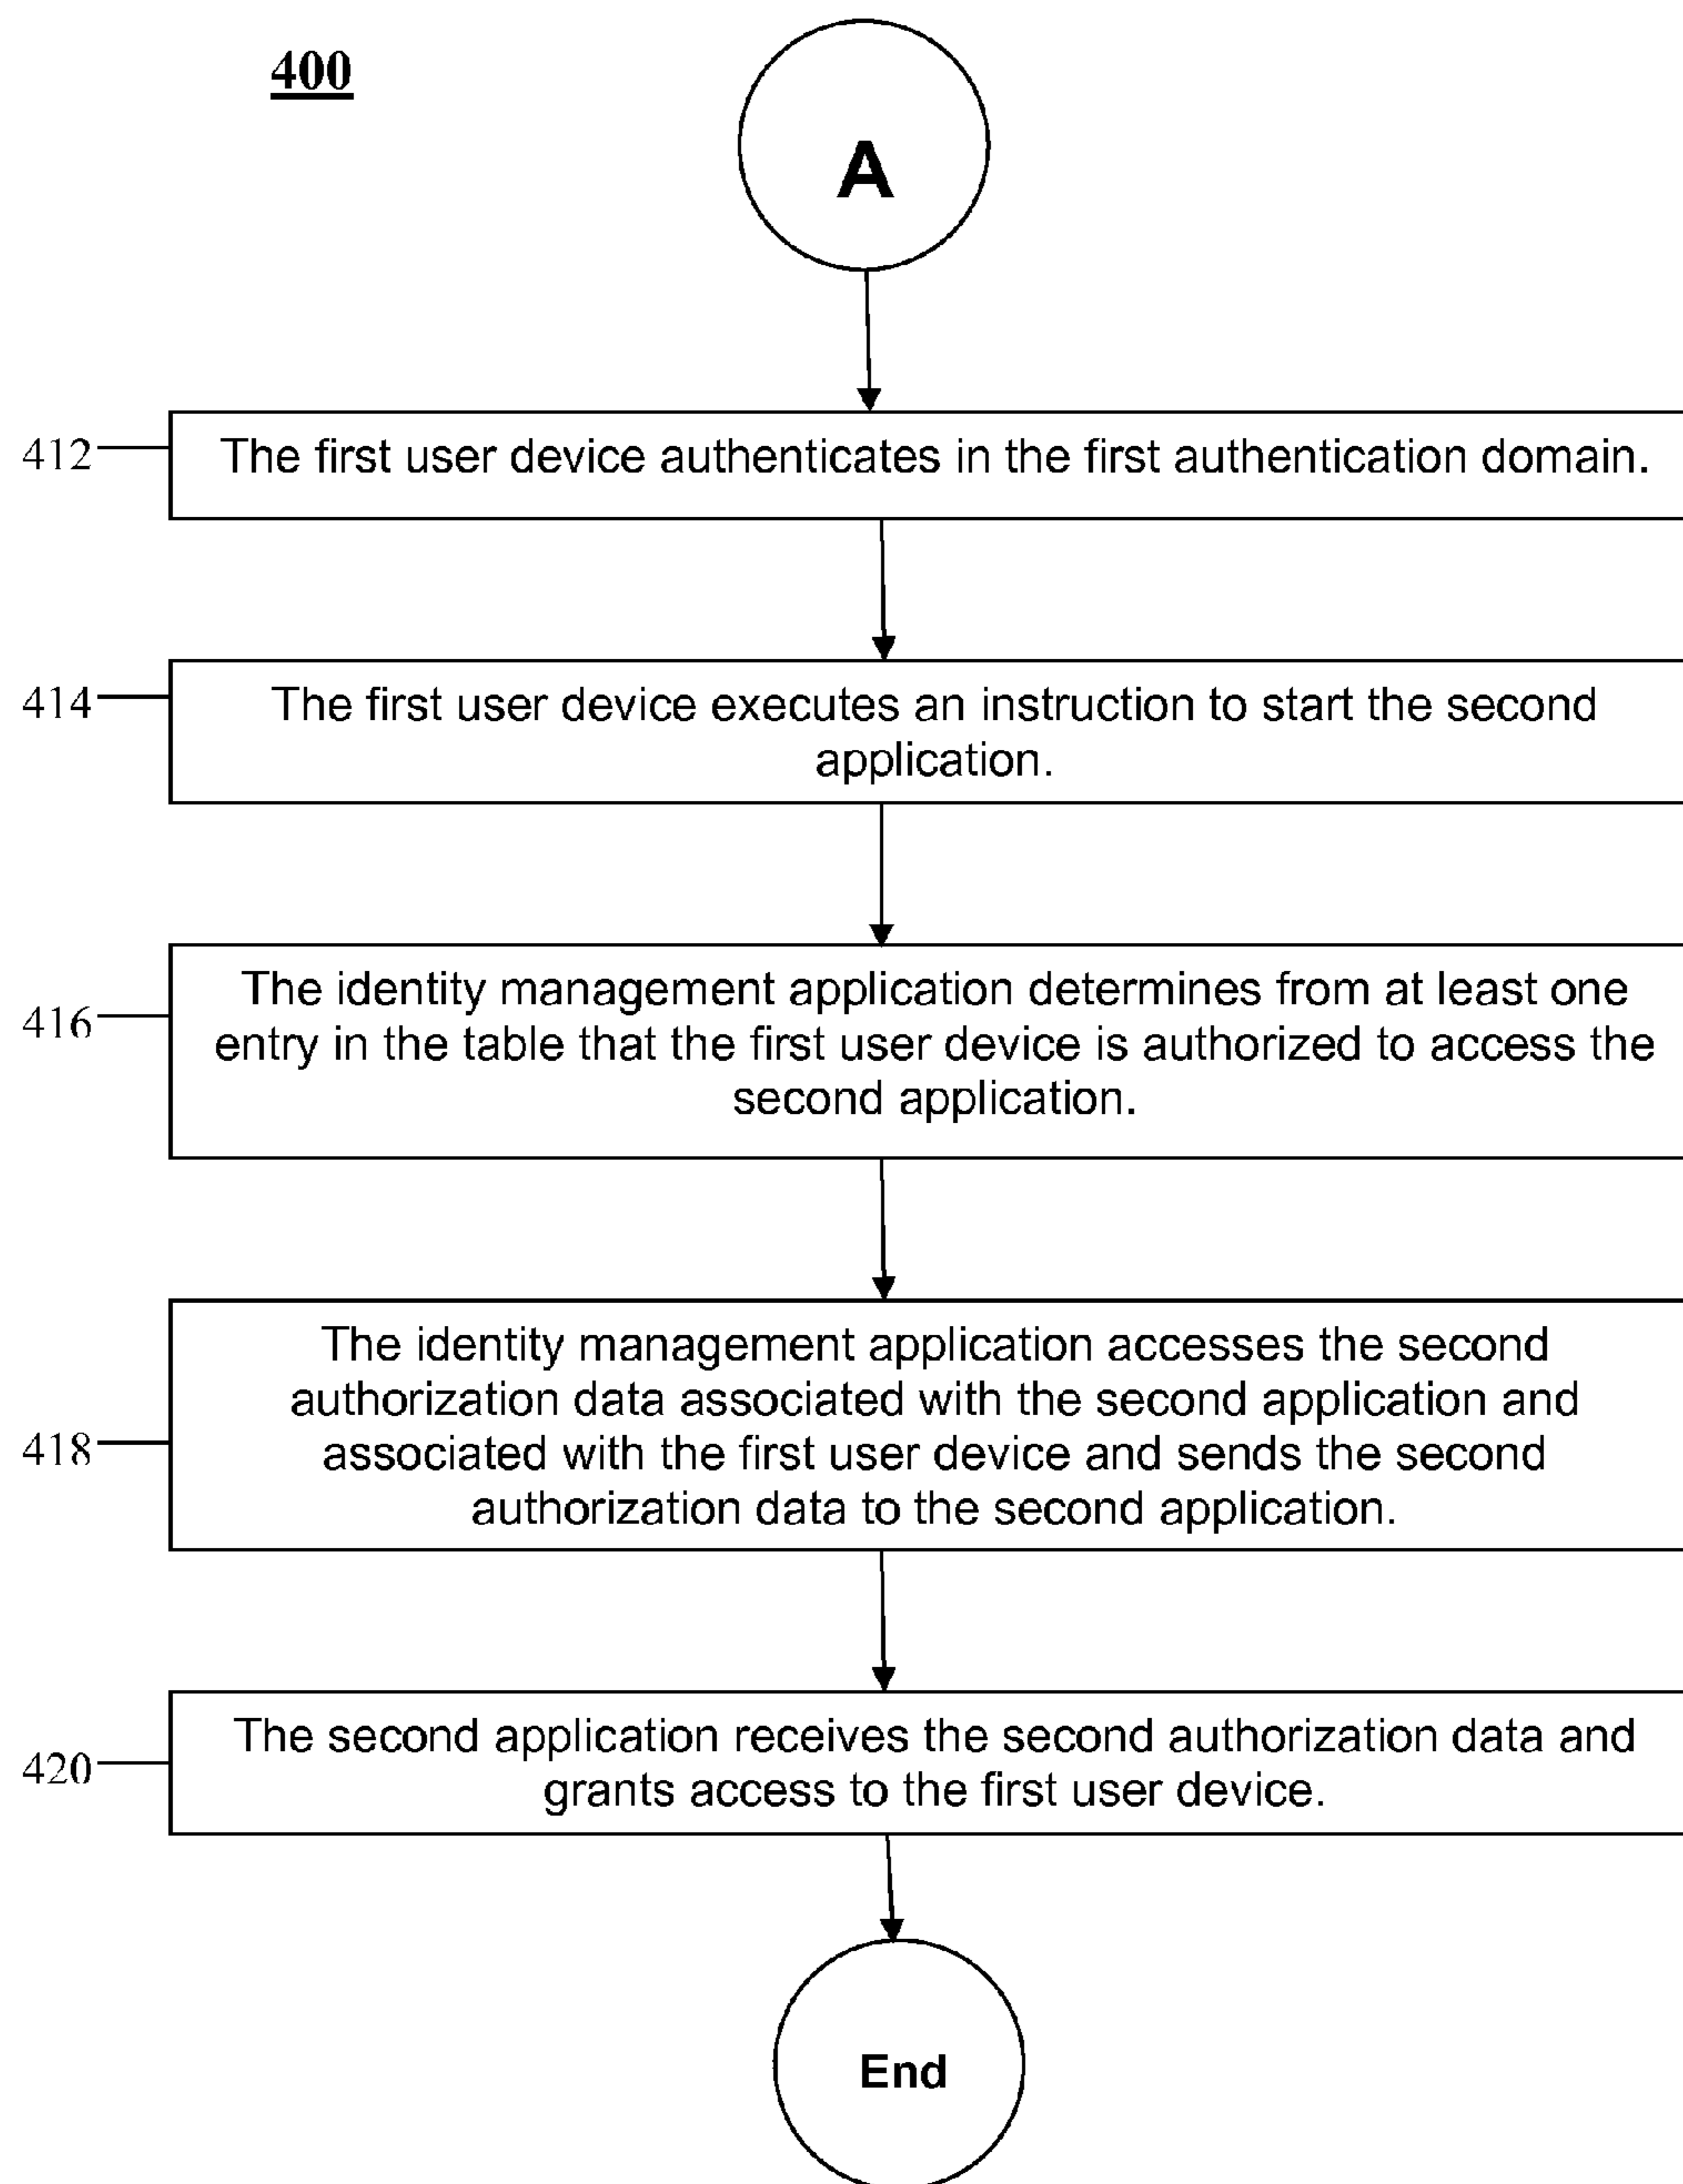 400
A
412
The first user device authenticates in the first authentication domain.
414
The first user device executes an instruction to start the second
application.
416
The identity management application determines from at least one
entry in the table that the first user device is authorized to access the
second application.
418
The identity management application accesses the second
authorization data associated with the second application and
associated with the first user device and sends the second
authorization data to the second application.
420
The second application receives the second authorization data and
grants access to the first user device.
End